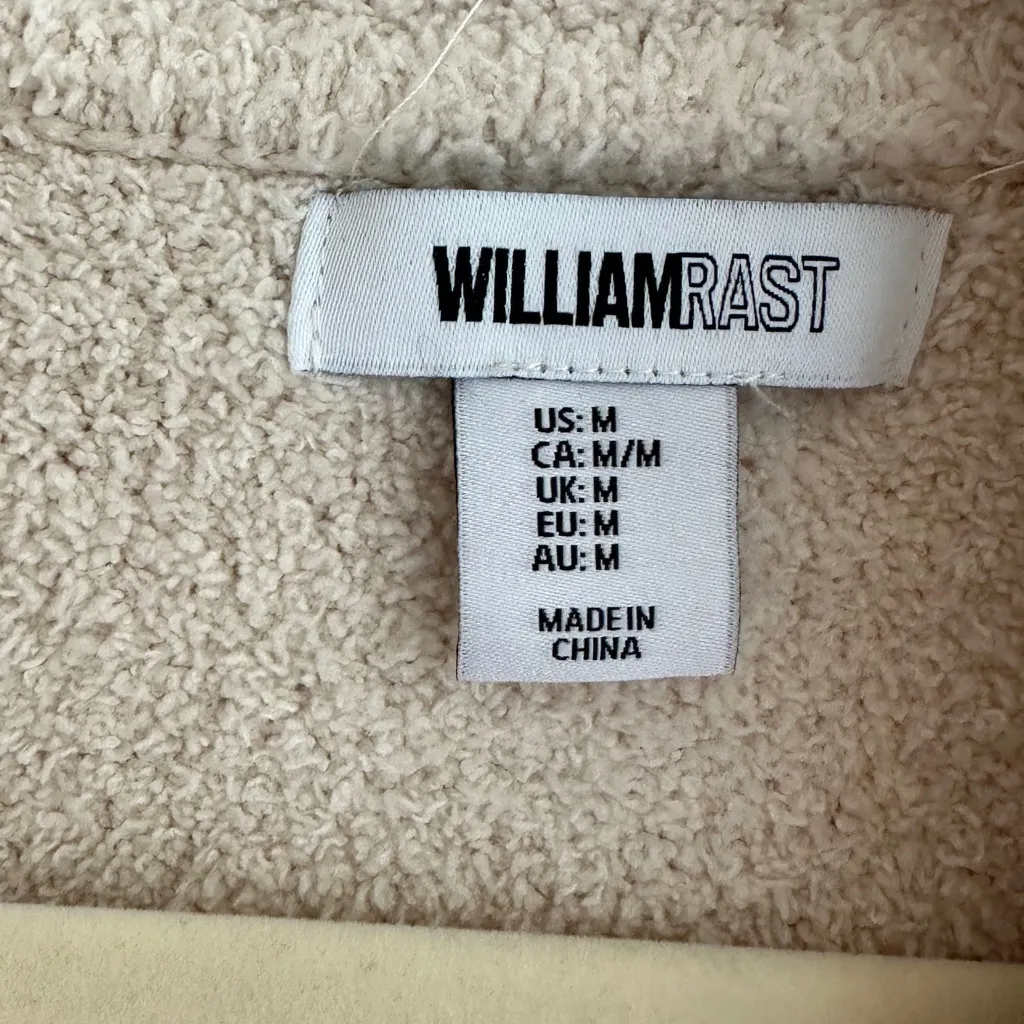 WILLIAMRAST
US: M
CA: M/M
UK: M
EU: M
AU: M
MADE IN
CHINA